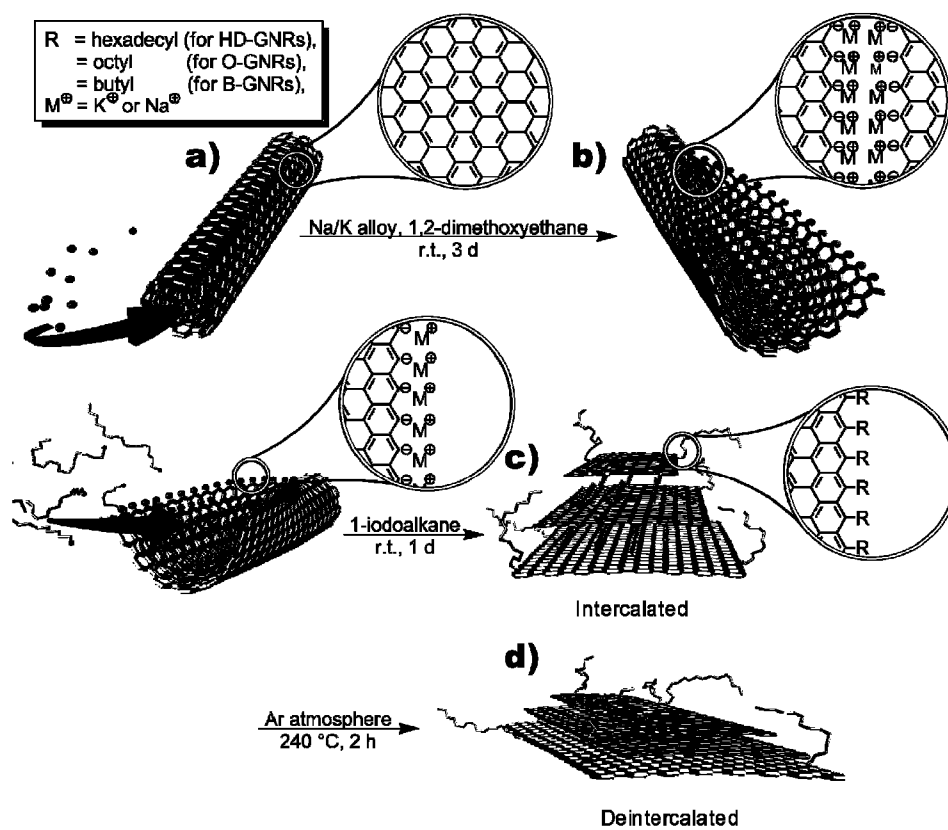 R = hexadecyl (for HD-GNRs),
= octyl (for O-GNRs),
= butyl (for B-GNRs),
M⊕ = K⊕ or Na⊕
a)
b)
⊖⊕ ⊕⊖
M M
⊖⊕ ⊕⊖
M M
⊖⊕ ⊕⊖
M M
⊖⊕ ⊕⊖
M M
⊖⊕ ⊕⊖
M M
⊖⊕ ⊕⊖
Na/K alloy, 1,2-dimethoxyethane
r.t., 3 d
⊖ M⊕
⊖ M⊕
⊖ M⊕
⊖ M⊕
⊖ M⊕
⊖ ⊕
c)
R
R
R
R
R
1-iodoalkane
r.t., 1 d
Intercalated
d)
Ar atmosphere
240 °C, 2 h
Deintercalated